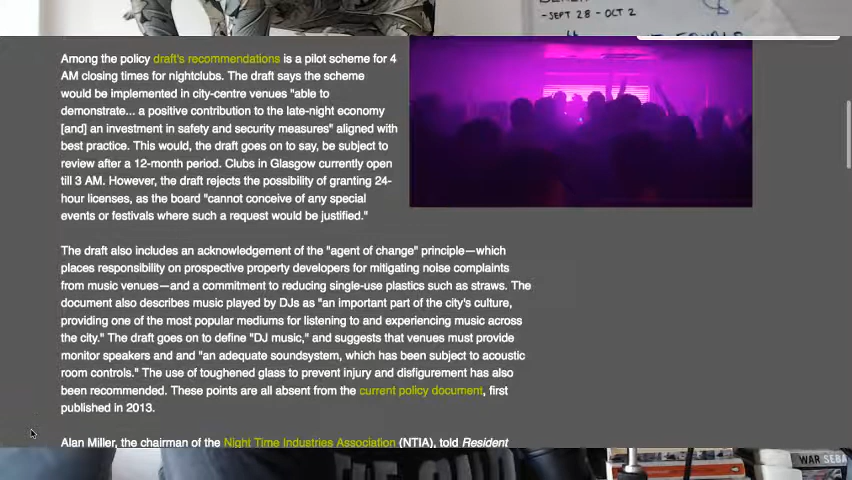 -SEPT 28 - OCT 2
Among the policy draft's recommendations is a pilot scheme for 4
AM closing times for nightclubs. The draft says the scheme
would be implemented in city-centre venues "able to
demonstrate... a positive contribution to the late-night economy
[and] an investment in safety and security measures" aligned with
best practice. This would, the draft goes on to say, be subject to
review after a 12-month period. Clubs in Glasgow currently open
till 3 AM. However, the draft rejects the possibility of granting 24-
hour licenses, as the board "cannot conceive of any special
events or festivals where such a request would be justified."
The draft also includes an acknowledgement of the "agent of change" principle—which
places responsibility on prospective property developers for mitigating noise complaints
from music venues—and a commitment to reducing single-use plastics such as straws. The
document also describes music played by DJs as "an important part of the city's culture,
providing one of the most popular mediums for listening to and experiencing music across
the city." The draft goes on to define "DJ music," and suggests that venues must provide
monitor speakers and and "an adequate soundsystem, which has been subject to acoustic
room controls." The use of toughened glass to prevent injury and disfigurement has also
been recommended. These points are all absent from the current policy document, first
published in 2013.
Alan Miller, the chairman of the Night Time Industries Association (NTIA), told Resident
WAR SEBA